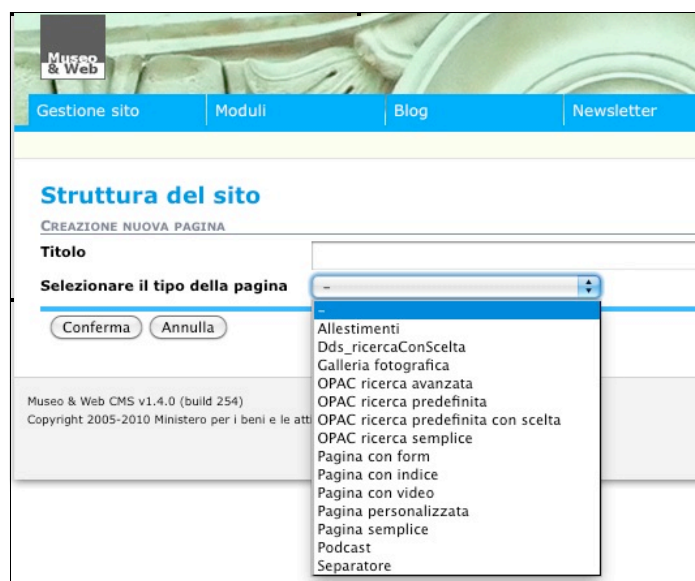 Museo
& Web
Gestione sito Moduli Blog Newsletter
Struttura del sito
CREAZIONE NUOVA PAGINA
Titolo
Selezionare il tipo della pagina –
–
Allestimenti
Dds_ricercaConScelta
Galleria fotografica
OPAC ricerca avanzata
OPAC ricerca predefinita
OPAC ricerca predefinita con scelta
OPAC ricerca semplice
Pagina con form
Pagina con indice
Pagina con video
Pagina personalizzata
Pagina semplice
Podcast
Separatore
Conferma Annulla
Museo & Web CMS v1.4.0 (build 254)
Copyright 2005-2010 Ministero per i beni e le atti